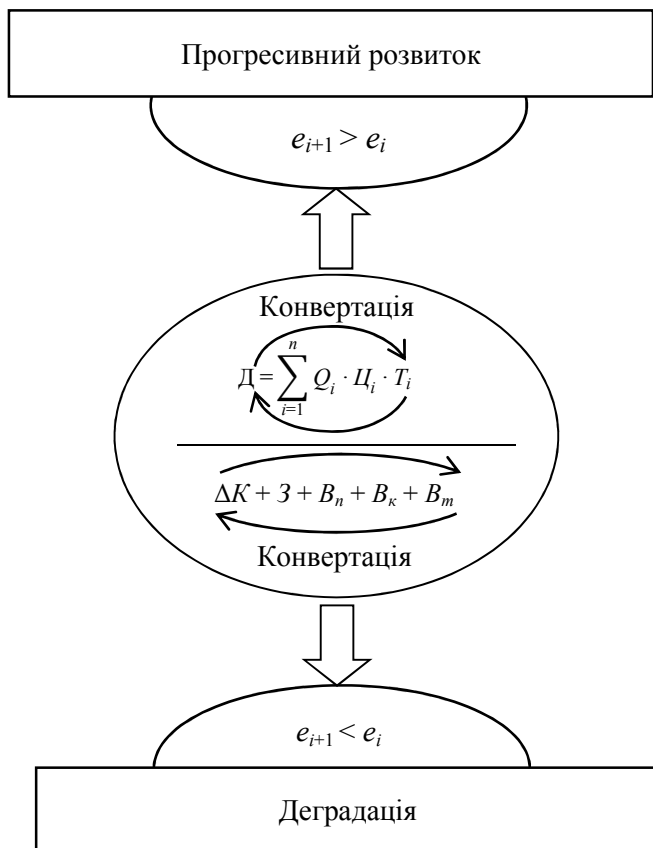 Прогресивний розвиток
e_{i+1} > e_i
Конвертація
Д = \sum_{i=1}^{n} Q_i · Ц_i · T_i
ΔК + З + В_п + В_к + В_т
Конвертація
e_{i+1} < e_i
Деградація